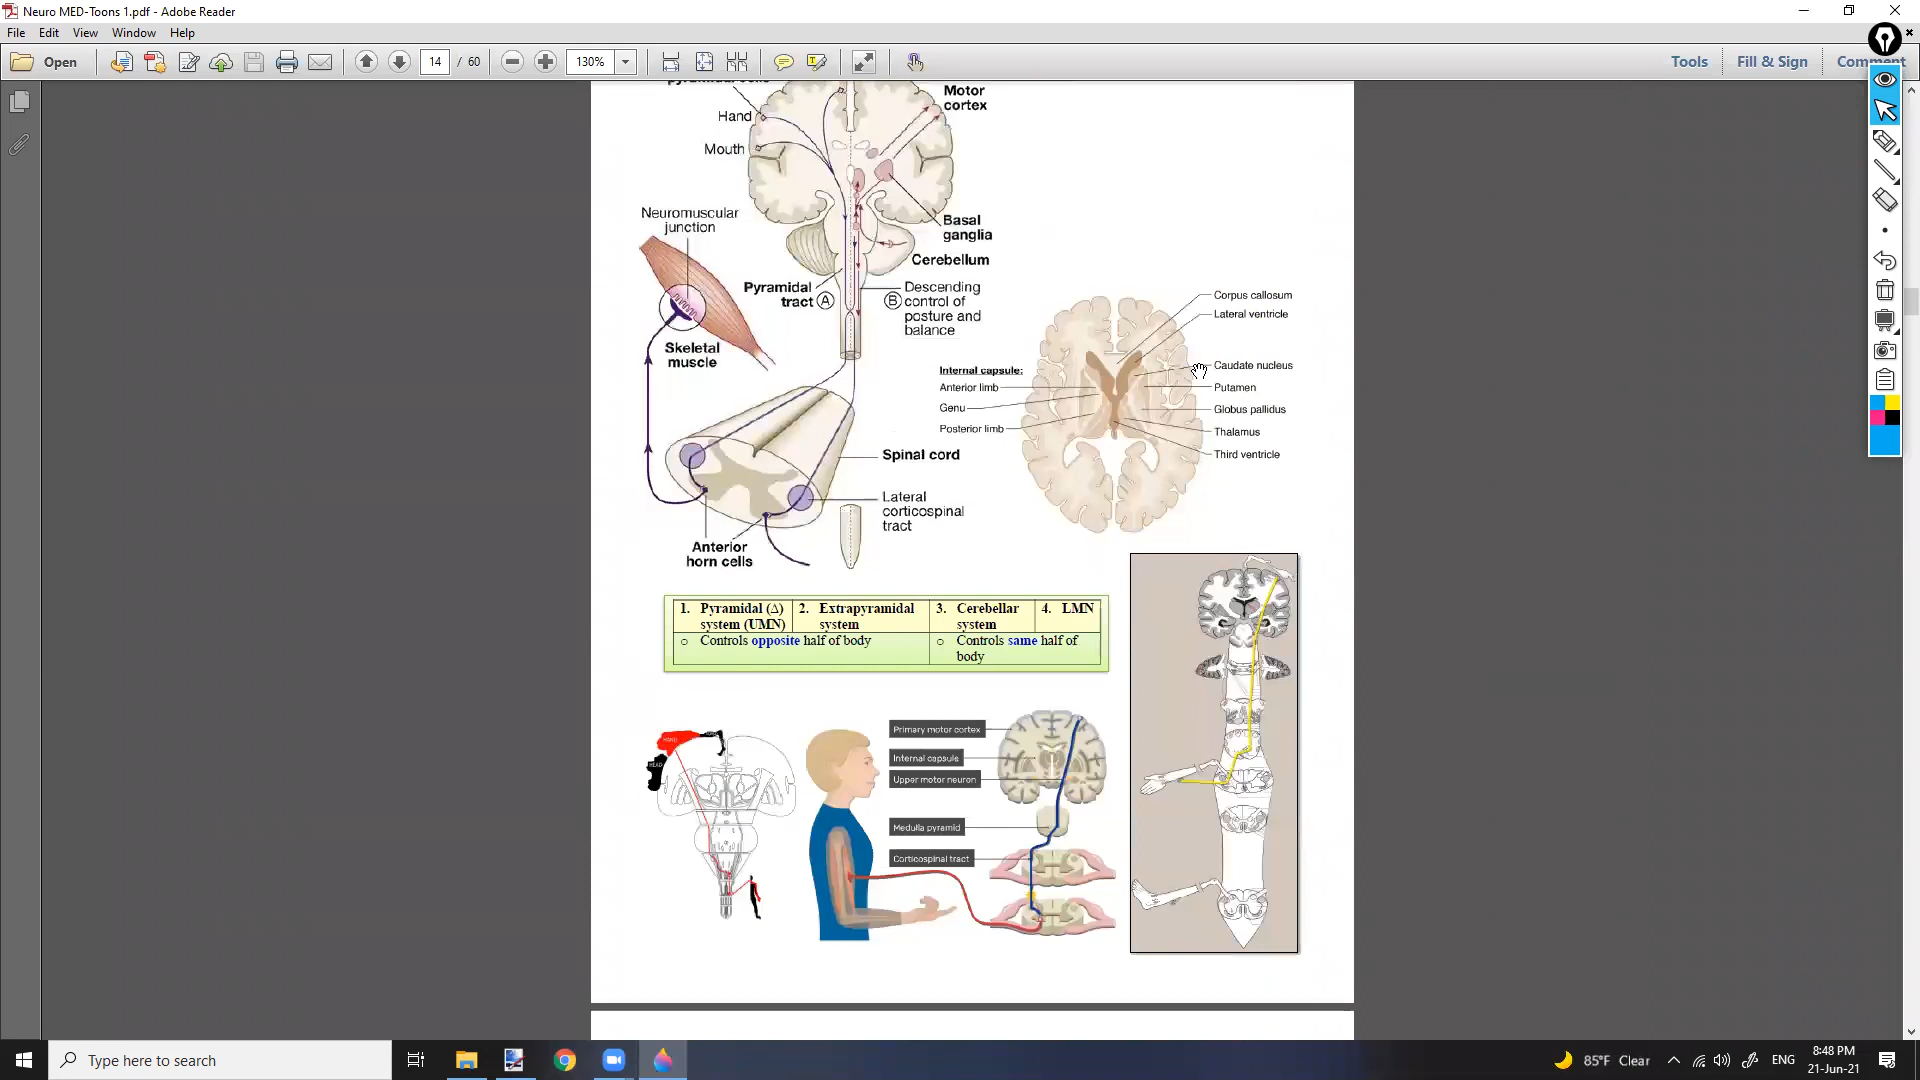 Neuro MED-Toons 1.pdf - Adobe Reader
File Edit View Window Help
Open
14 / 60
130%
Tools
Fill & Sign
Comment
Motor
cortex
Hand
Mouth
Neuromuscular
junction
Basal
ganglia
Cerebellum
Pyramidal
tract A
B Descending
control of
posture and
balance
Skeletal
muscle
Spinal cord
Lateral
corticospinal
tract
Anterior
horn cells
Corpus callosum
Lateral ventricle
Caudate nucleus
Putamen
Globus pallidus
Thalamus
Third ventricle
Internal capsule:
Anterior limb
Genu
Posterior limb
1. Pyramidal (∆)
system (UMN)
2. Extrapyramidal
system
3. Cerebellar
system
4. LMN
o Controls opposite half of body
o Controls same half of
body
HAND
HEAD
Primary motor cortex
Internal capsule
Upper motor neuron
Medulla pyramid
Corticospinal tract
Type here to search
85°F Clear
ENG
8:48 PM
21-Jun-21